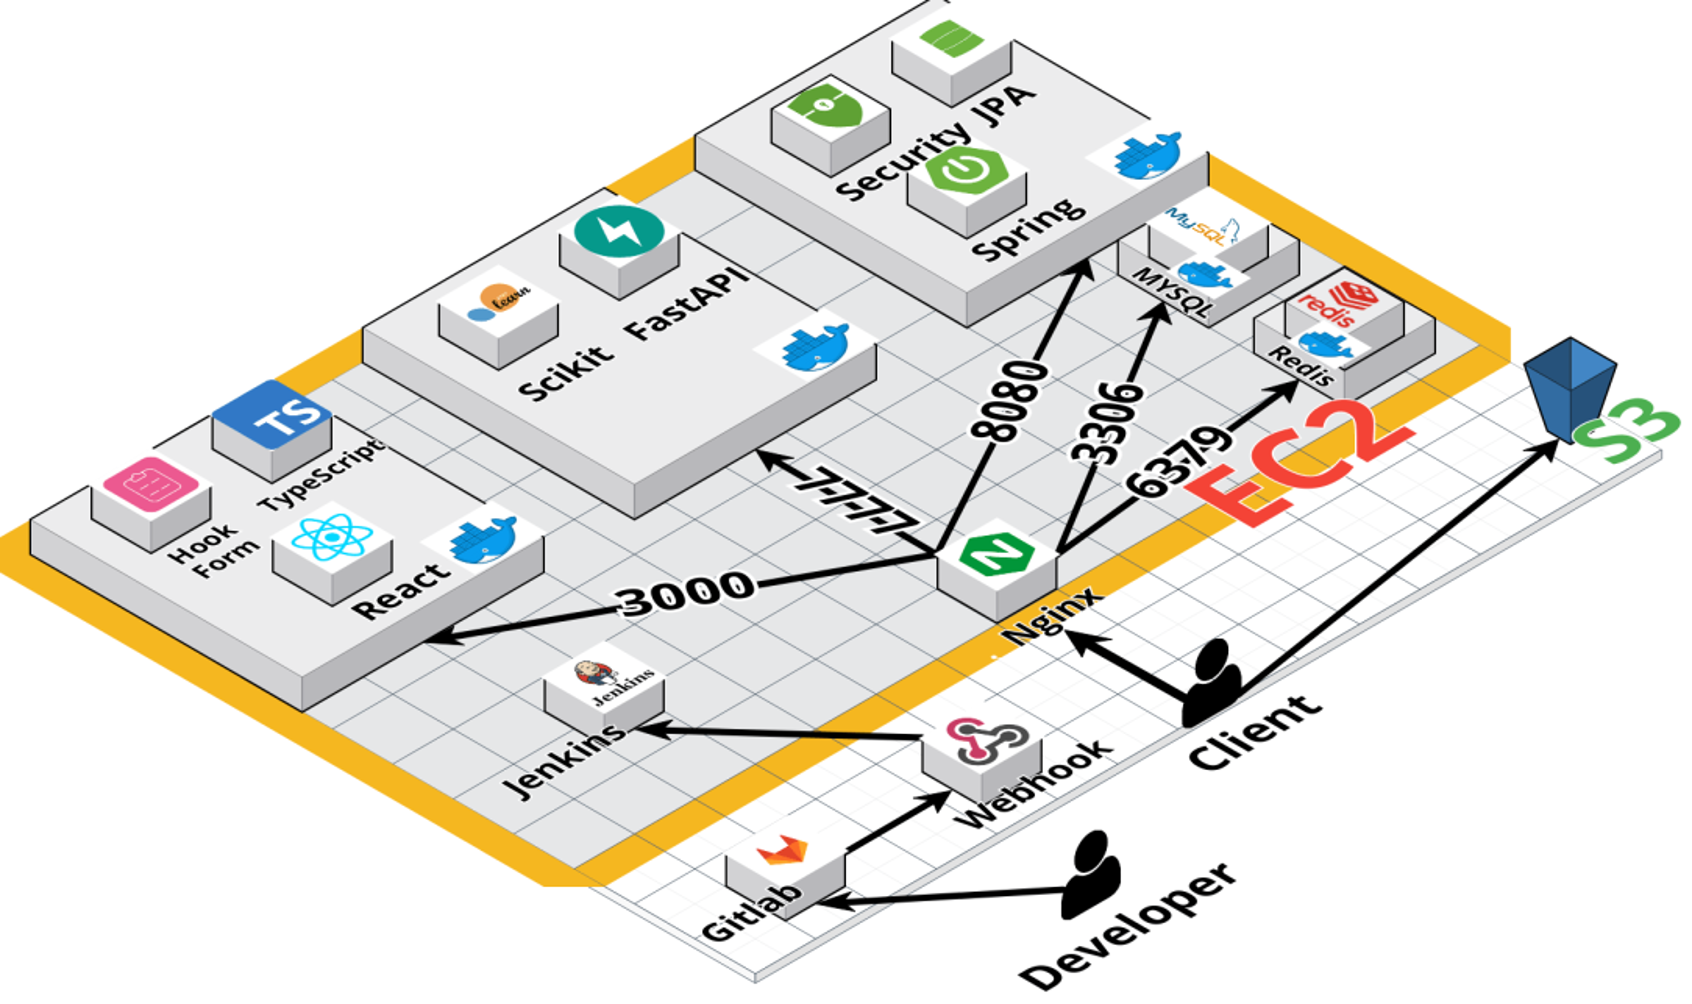 JPA
Security
Spring
MySQL
MYSQL
redis
Redis
learn
FastAPI
Scikit
TS
TypeScript
Hook
Form
React
8080
3306
6379
7777
3000
EC2
S3
Nginx
Jenkins
Jenkins
Webhook
Client
Gitlab
Developer